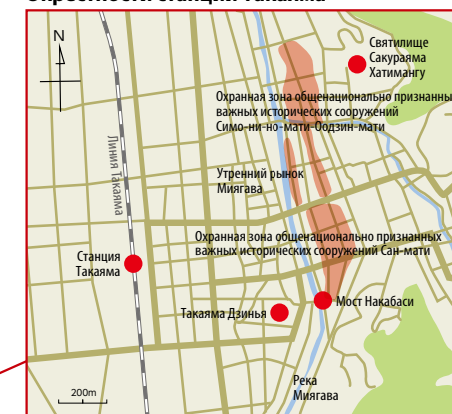 Окрестности станции Такаяма
N
Святилище
Сакураяма
Хатимангу
Охранная зона общенационально признанны
важных исторических сооружений
Симо-ни-но-мати-Оодзин-мати
Линия Такаяма
Утренний рынок
Миягава
Охранная зона общенационально признанных
важных исторических сооружений Сан-мати
Станция
Такаяма
Мост Накабаси
Такаяма Дзинья
Река
Миягава
200m